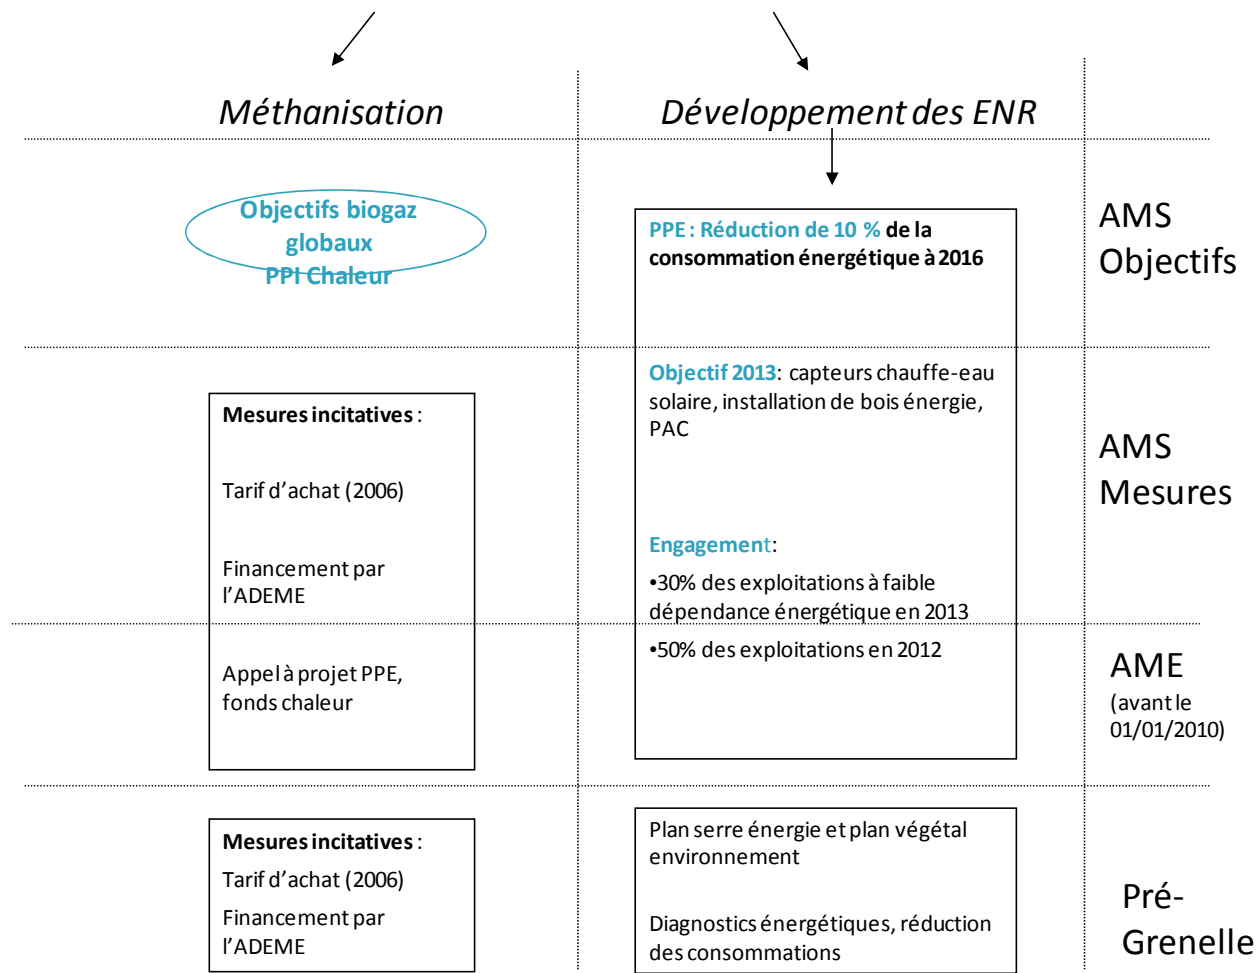 Méthanisation
Développement des ENR
Objectifs biogaz
globaux
PPI Chaleur
PPE : Réduction de 10 % de la
consommation énergétique à 2016
AMS
Objectifs
Mesures incitatives :
Tarif d'achat (2006)
Financement par
l'ADEME
Appel à projet PPE,
fonds chaleur
Objectif 2013: capteurs chauffe-eau
solaire, installation de bois énergie,
PAC
Engagement:
•30% des exploitations à faible
dépendance énergétique en 2013
•50% des exploitations en 2012
AMS
Mesures
AME
(avant le
01/01/2010)
Mesures incitatives :
Tarif d'achat (2006)
Financement par
l'ADEME
Plan serre énergie et plan végétal
environnement
Diagnostics énergétiques, réduction
des consommations
Pré-
Grenelle